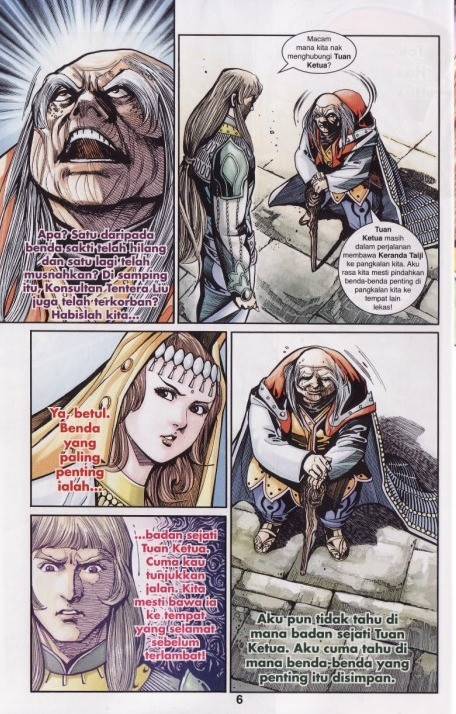 Apa? Satu daripada
benda sakti telah hilang
dan satu lagi telah
musnahkan? Di samping
itu, Konsultan Tentera Liu
juga telah terkorban?
Habislah kita...
Macam
mana kita nak
menghubungi Tuan
Ketua?
Tuan
Ketua masih
dalam perjalanan
membawa Keranda Taiji
ke pangkalan kita. Aku
rasa kita mesti pindahkan
benda-benda penting di
pangkalan kita ke
tempat lain
lekas!
Ya, betul.
Benda
yang
paling
penting
ialah...
...badan sejati
Tuan Ketua.
Cuma kau
tunjukkan
jalan. Kita
mesti bawa ia
ke tempat
yang selamat
sebelum
terlambat!
Aku pun tidak tahu di
mana badan sejati Tuan
Ketua. Aku cuma tahu di
mana benda-benda yang
penting itu disimpan.
6